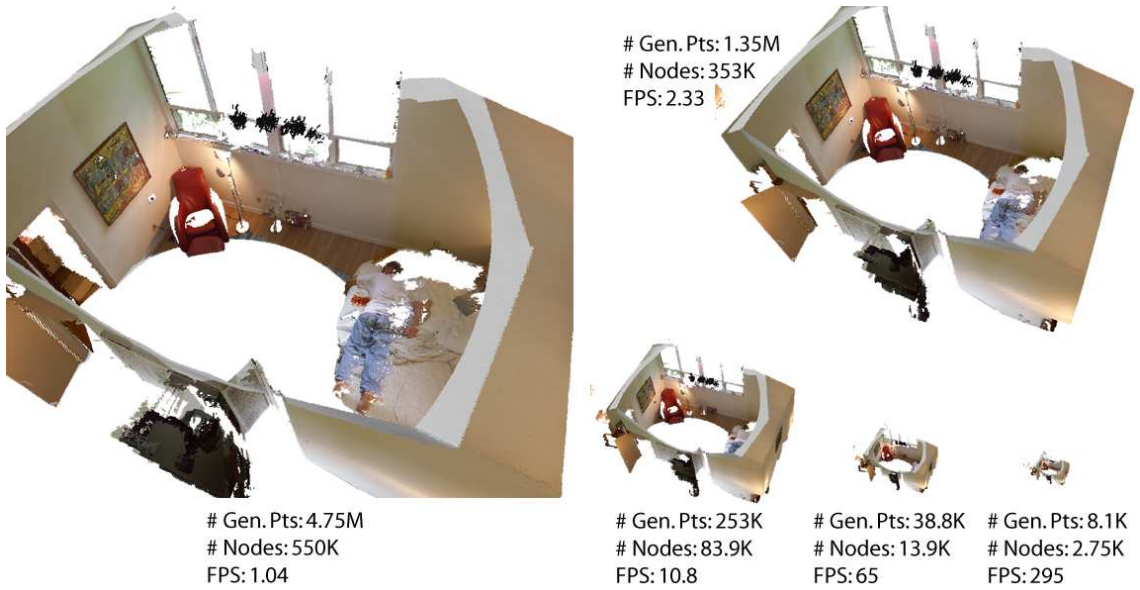 # Gen. Pts: 1.35M
# Nodes: 353K
FPS: 2.33
# Gen. Pts: 4.75M
# Nodes: 550K
FPS: 1.04
# Gen. Pts: 253K
# Nodes: 83.9K
FPS: 10.8
# Gen. Pts: 38.8K
# Nodes: 13.9K
FPS: 65
# Gen. Pts: 8.1K
# Nodes: 2.75K
FPS: 295